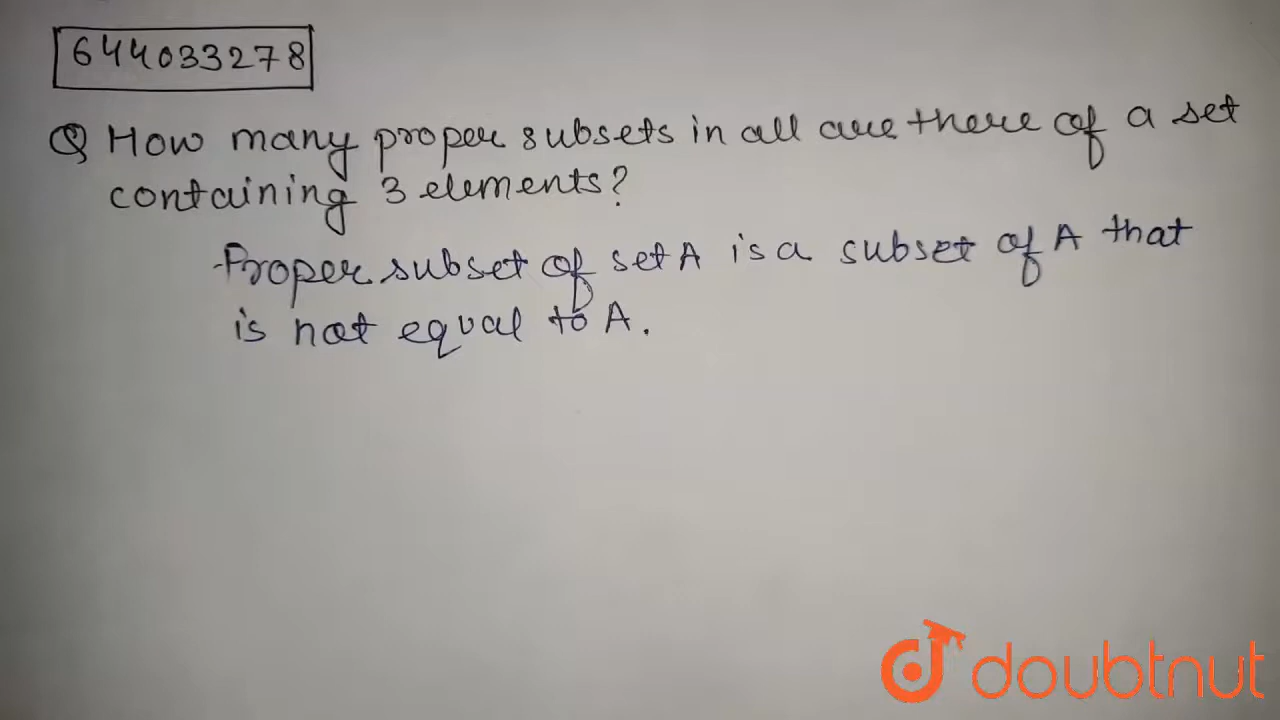 644033278
Q How many proper subsets in all are there of a set
containing 3 elements?
Proper subset of set A is a subset of A that
is not equal to A.
doubtnut